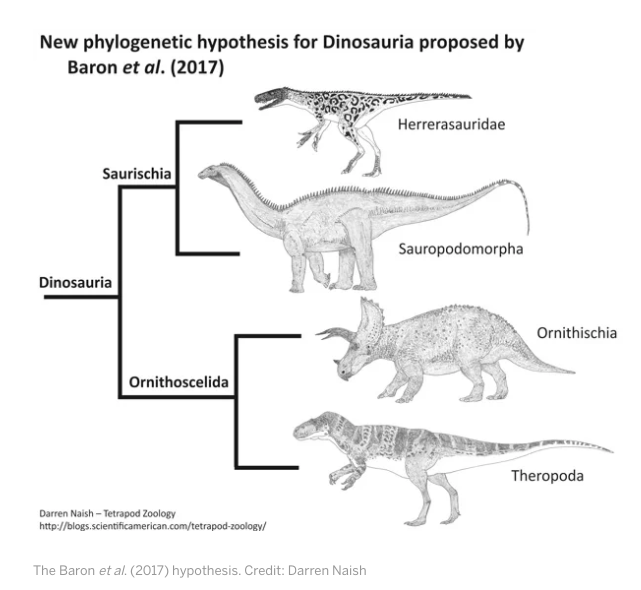 New phylogenetic hypothesis for Dinosauria proposed by
Baron et al. (2017)
Herrerasauridae
Saurischia
Sauropodomorpha
Dinosauria
Ornithischia
Ornithoscelida
Theropoda
Darren Naish – Tetrapod Zoology
http://blogs.scientificamerican.com/tetrapod-zoology/
The Baron et al. (2017) hypothesis. Credit: Darren Naish